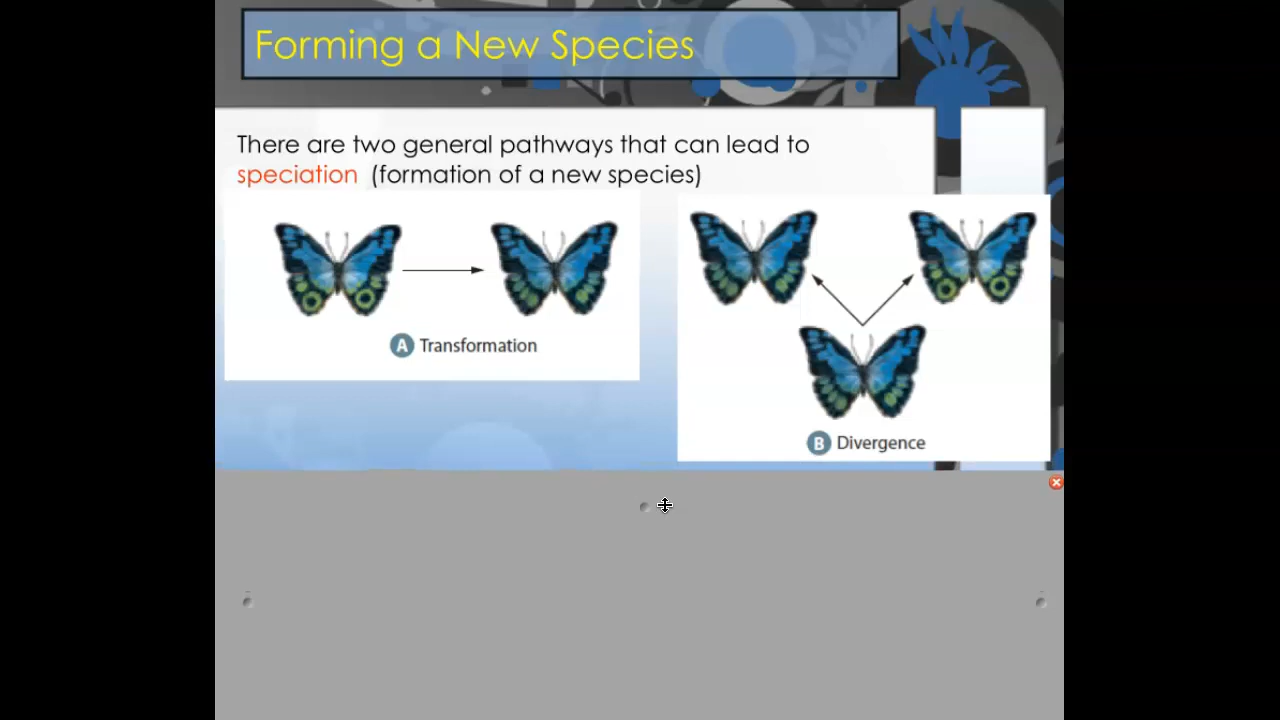 Forming a New Species
There are two general pathways that can lead to
speciation (formation of a new species)
A Transformation
B Divergence